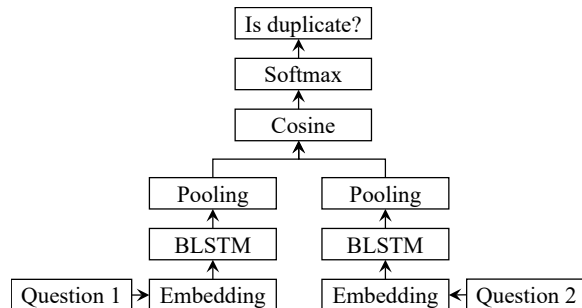 Is duplicate?
Softmax
Cosine
Pooling Pooling
BLSTM BLSTM
Question 1 Embedding Embedding Question 2